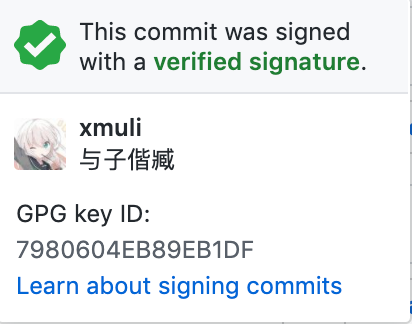 This commit was signed
with a verified signature.
xmuli
与子偕臧
GPG key ID:
7980604EB89EB1DF
Learn about signing commits